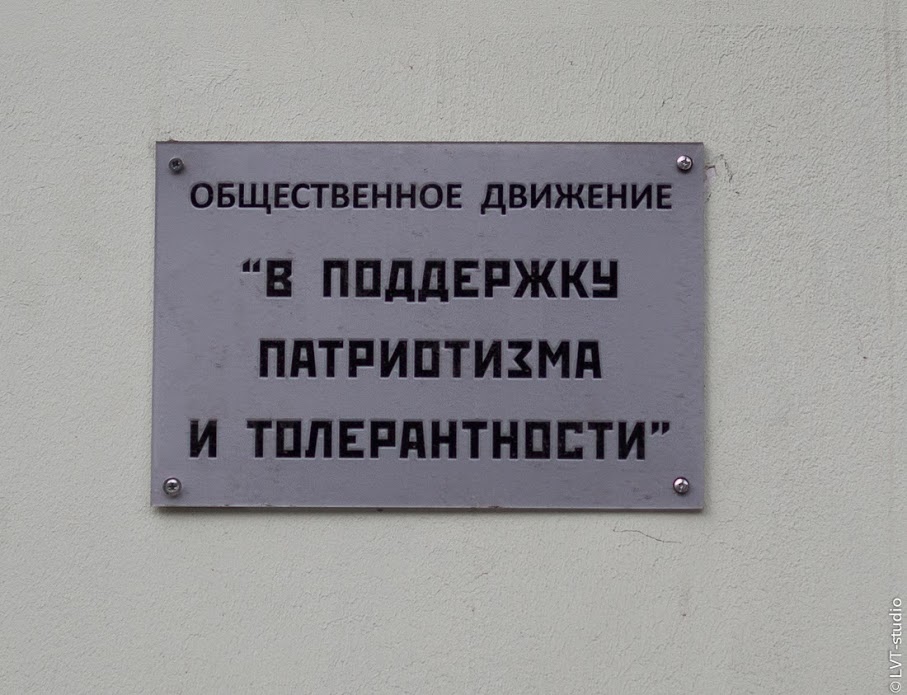 ОБЩЕСТВЕННОЕ ДВИЖЕНИЕ
“В ПОДДЕРЖКУ
ПАТРИОТИЗМА
И ТОЛЕРАНТНОСТИ”
© LVT-studio